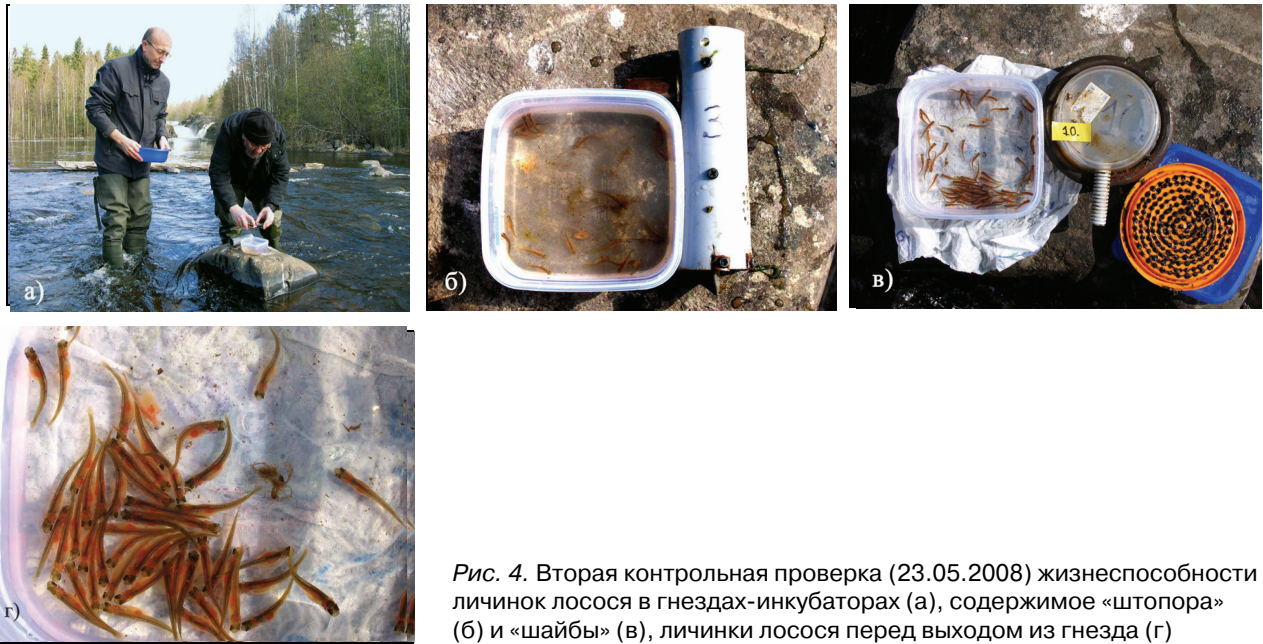 а)
б)
10.
в)
г)
Рис. 4. Вторая контрольная проверка (23.05.2008) жизнеспособности
личинок лосося в гнездах-инкубаторах (а), содержимое «штопора»
(б) и «шайбы» (в), личинки лосося перед выходом из гнезда (г)